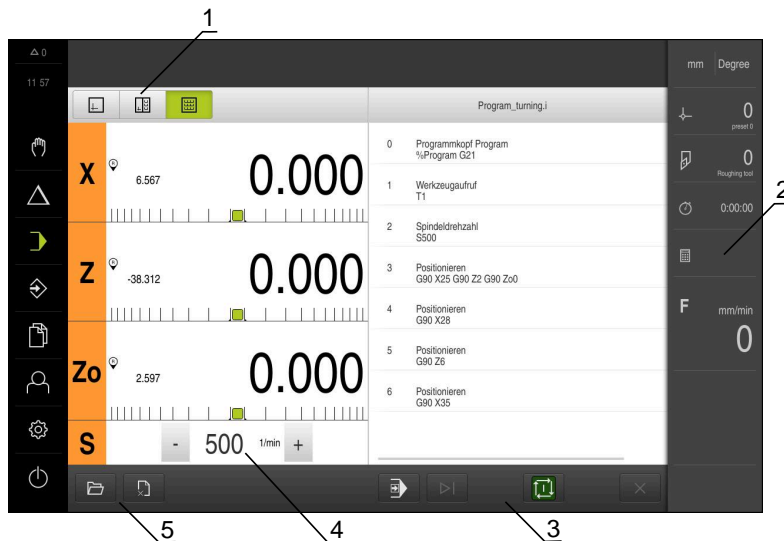 1
0
11 57
mm Degree
Program_turning.i
0
preset 0
X R 6.567 0.000
0 Programmkopf Program
%Program G21
0
Roughing tool
1 Werkzeugaufruf
T1
2
0:00:00
2 Spindeldrehzahl
S500
Z R -38.312 0.000
3 Positionieren
G90 X25 G90 Z2 G90 Zo0
F mm/min
0
4 Positionieren
G90 X28
Zo R 2.597 0.000
5 Positionieren
G90 Z6
6 Positionieren
G90 X35
S - 500 1/min +
5
4
3